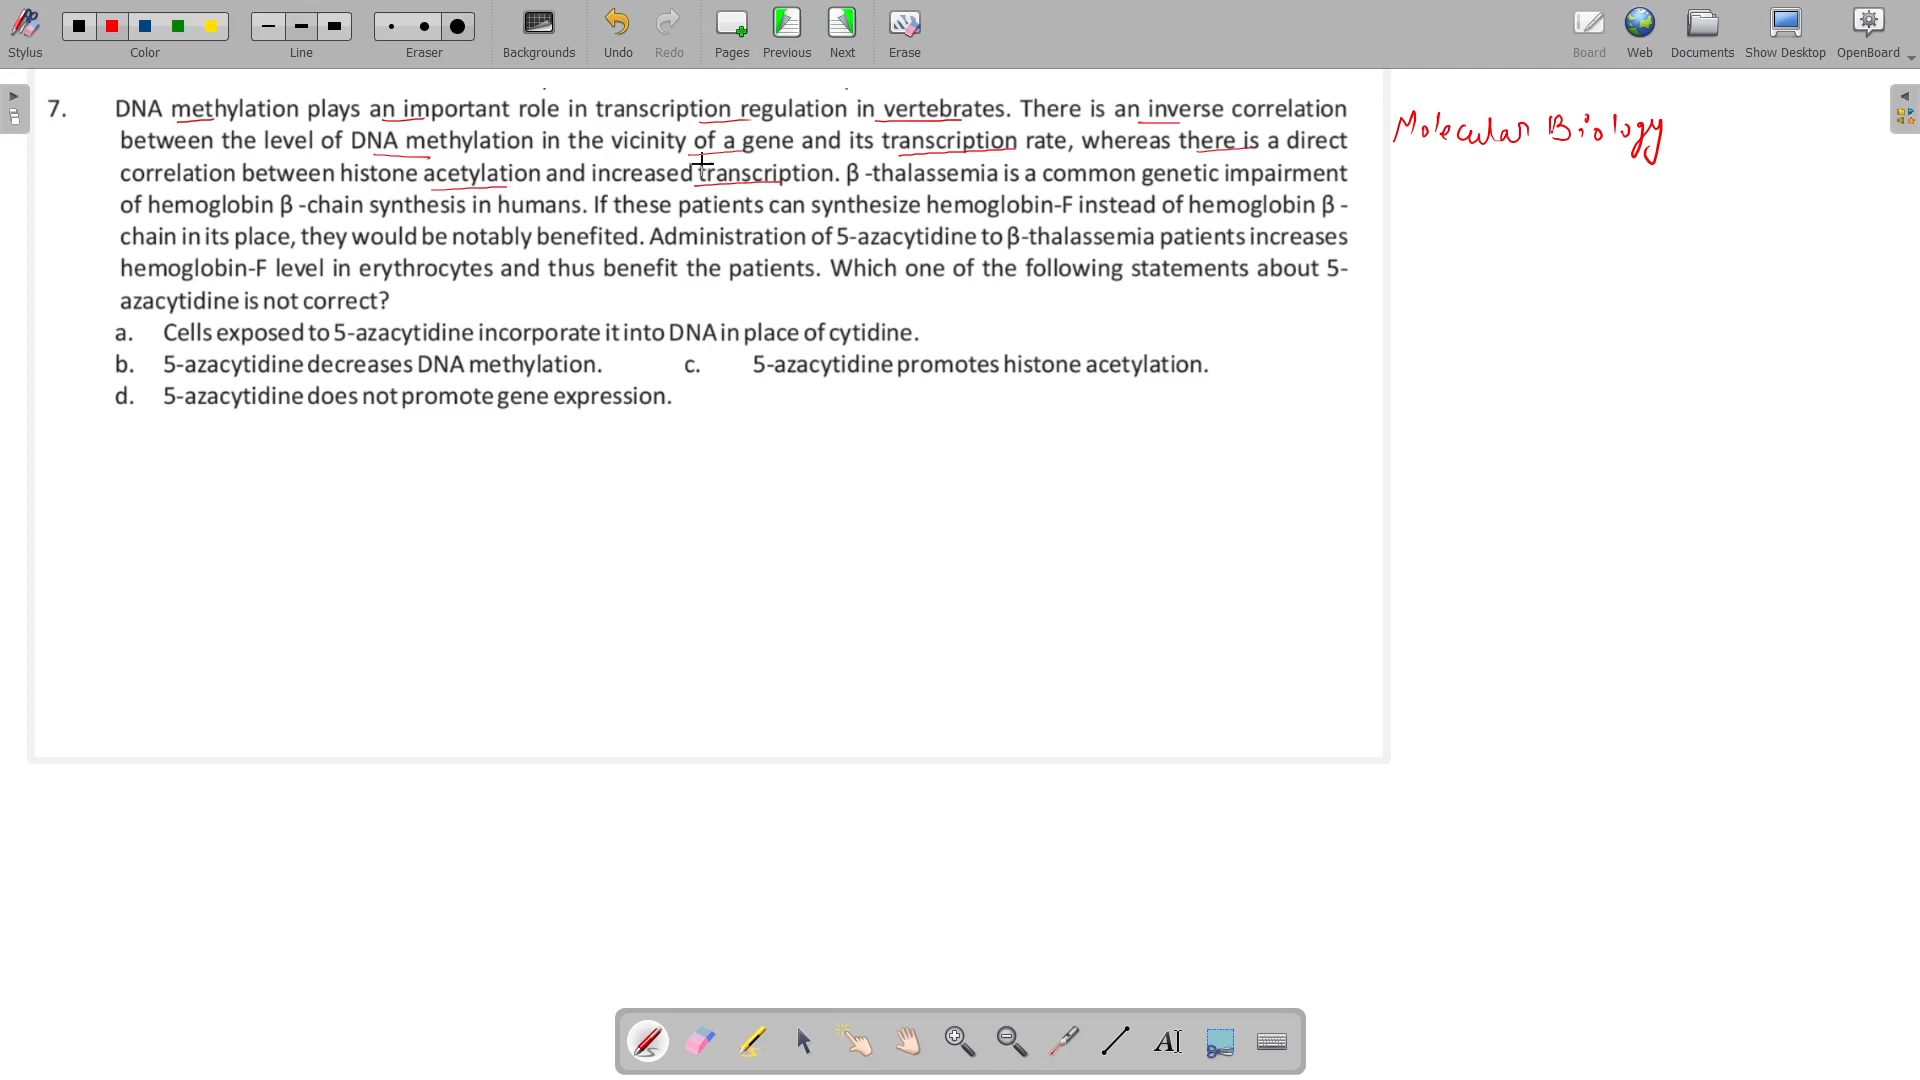 Stylus
Color
Line
Eraser
Backgrounds
Undo
Redo
Pages
Previous
Next
Erase
Board
Web
Documents
Show Desktop
OpenBoard
7. DNA methylation plays an important role in transcription regulation in vertebrates. There is an inverse correlation
between the level of DNA methylation in the vicinity of a gene and its transcription rate, whereas there is a direct
correlation between histone acetylation and increased transcription. β -thalassemia is a common genetic impairment
of hemoglobin β -chain synthesis in humans. If these patients can synthesize hemoglobin-F instead of hemoglobin β -
chain in its place, they would be notably benefited. Administration of 5-azacytidine to β-thalassemia patients increases
hemoglobin-F level in erythrocytes and thus benefit the patients. Which one of the following statements about 5-
azacytidine is not correct?
a. Cells exposed to 5-azacytidine incorporate it into DNA in place of cytidine.
b. 5-azacytidine decreases DNA methylation. c. 5-azacytidine promotes histone acetylation.
d. 5-azacytidine does not promote gene expression.
Molecular Biology
AI